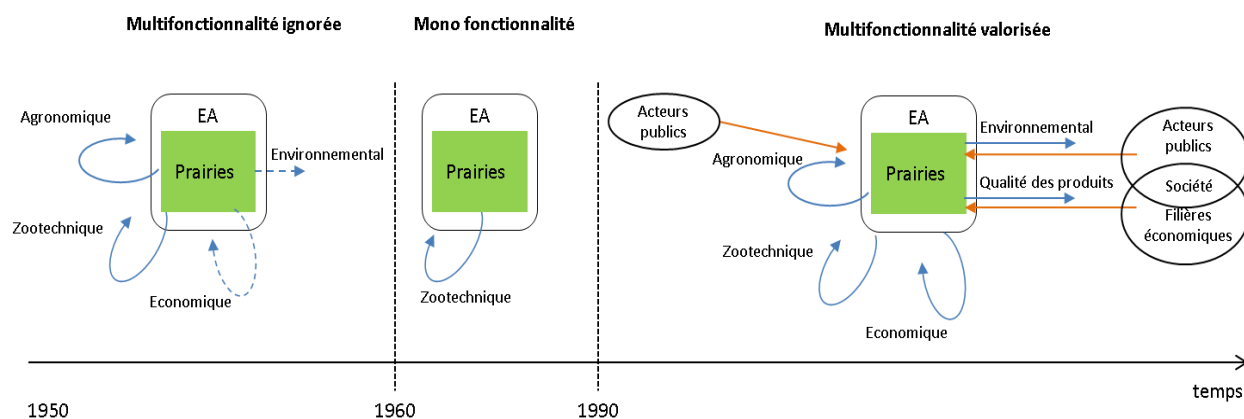 Multifonctionnalité ignorée
Mono fonctionnalité
Multifonctionnalité valorisée
EA
Agronomique
Prairies
Environnemental
Zootechnique
Economique
EA
Prairies
Zootechnique
Acteurs
publics
EA
Environnemental
Acteurs
publics
Agronomique
Prairies
Qualité des produits
Société
Filières
économiques
Zootechnique
Economique
temps
1950
1960
1990